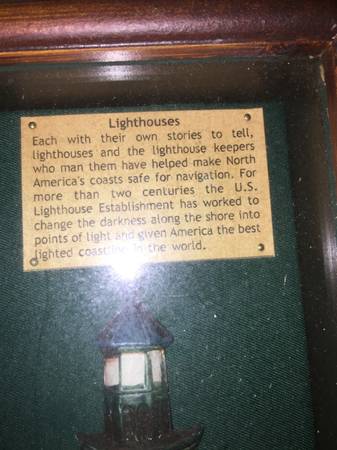 Lighthouses
Each with their own stories to tell,
lighthouses and the lighthouse keepers
who man them have helped make North
America's coasts safe for navigation. For
more than two centuries the U.S.
Lighthouse Establishment has worked to
change the darkness along the shore into
points of light and given America the best
lighted coastline in the world.